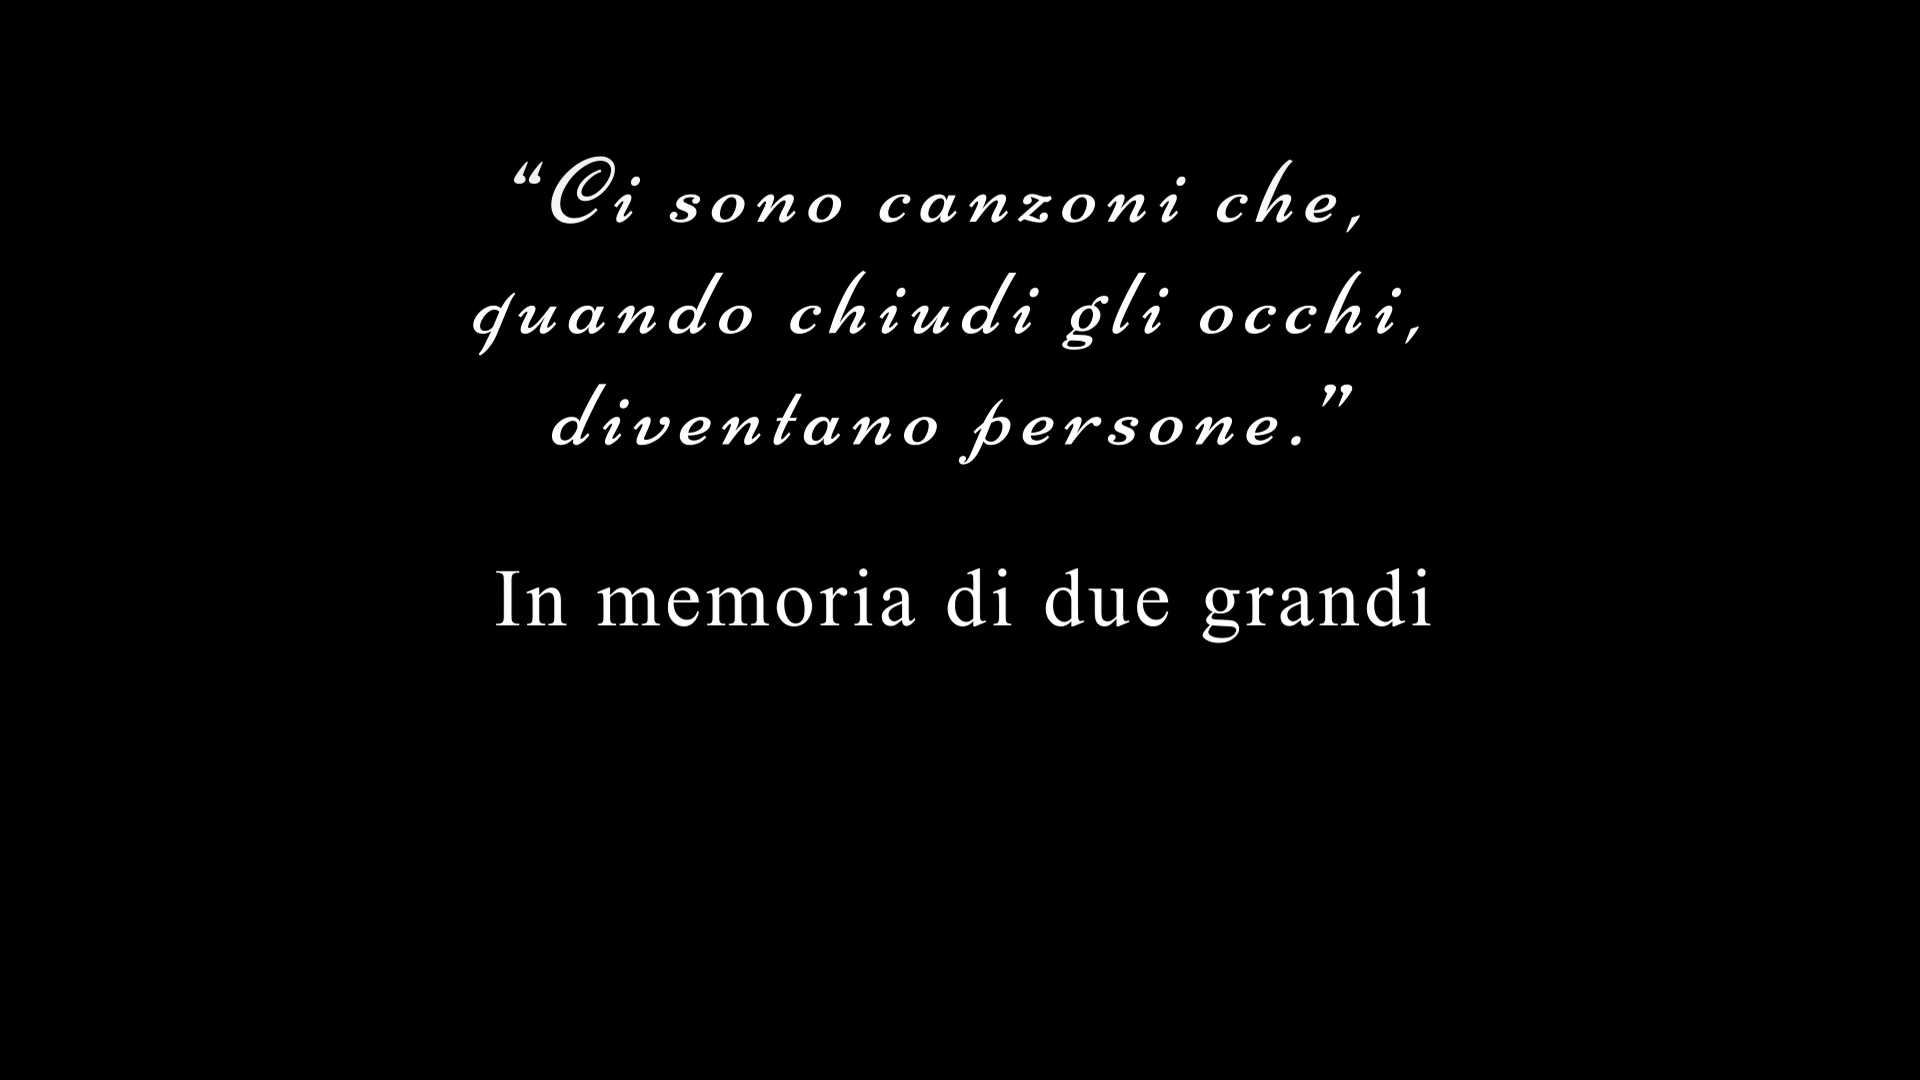 “Ci sono canzoni che,
quando chiudi gli occhi,
diventano persone.”
In memoria di due grandi